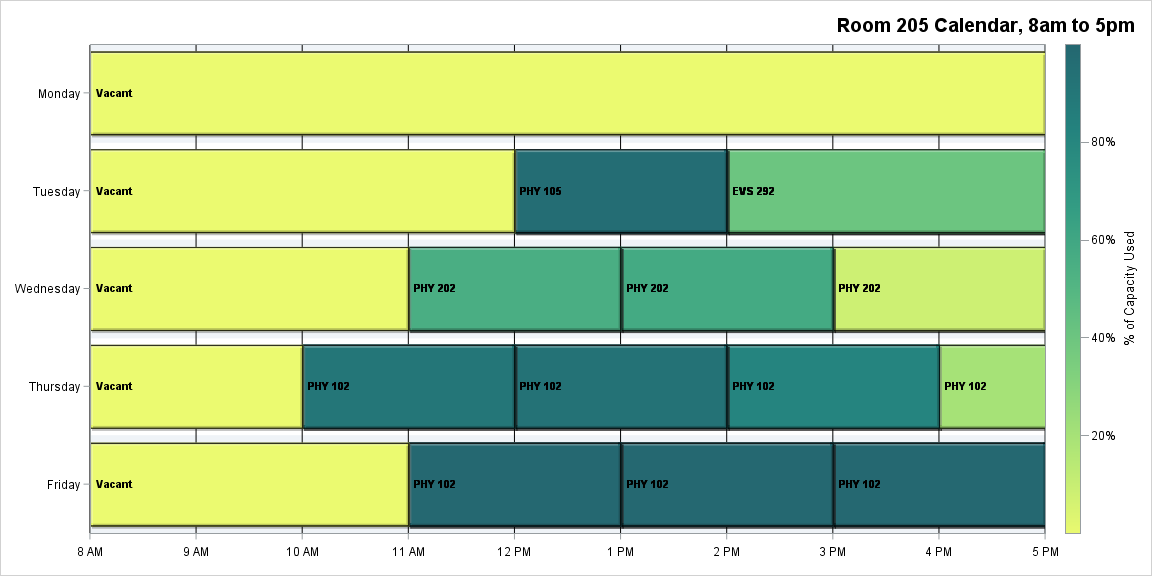 Room 205 Calendar, 8am to 5pm
Monday
Vacant
Tuesday
Vacant
PHY 105
EVS 292
Wednesday
Vacant
PHY 202
PHY 202
PHY 202
Thursday
Vacant
PHY 102
PHY 102
PHY 102
PHY 102
Friday
Vacant
PHY 102
PHY 102
PHY 102
8 AM
9 AM
10 AM
11 AM
12 PM
1 PM
2 PM
3 PM
4 PM
5 PM
80%
60%
40%
20%
% of Capacity Used